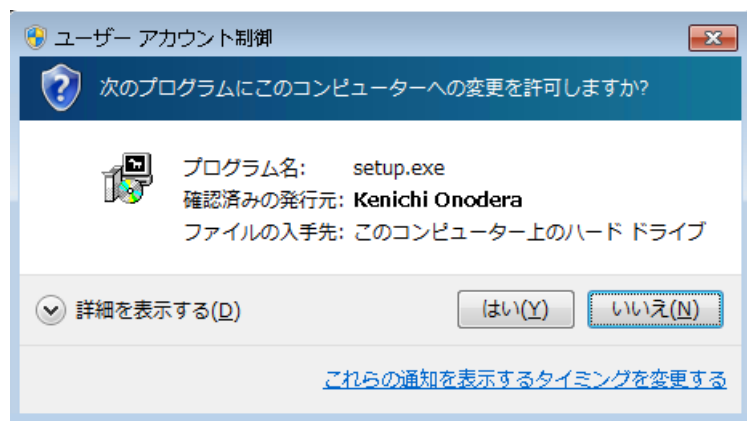 ユーザー アカウント制御
次のプログラムにこのコンピューターへの変更を許可しますか?
プログラム名: setup.exe
確認済みの発行元: Kenichi Onodera
ファイルの入手先: このコンピューター上のハード ドライブ
詳細を表示する(D)
はい(Y)
いいえ(N)
これらの通知を表示するタイミングを変更する